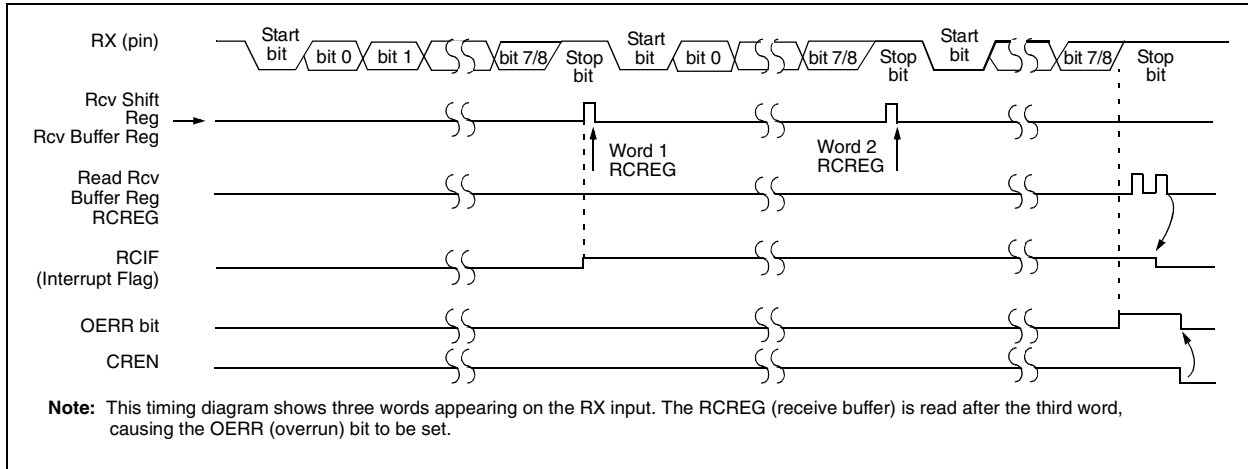 RX (pin)
Start bit
bit 0
bit 1
bit 7/8
Stop bit
Start bit
bit 0
bit 7/8
Stop bit
Start bit
bit 7/8
Stop bit
Rcv Shift
Reg
Rcv Buffer Reg
Word 1
RCREG
Word 2
RCREG
Read Rcv
Buffer Reg
RCREG
RCIF
(Interrupt Flag)
OERR bit
CREN
Note: This timing diagram shows three words appearing on the RX input. The RCREG (receive buffer) is read after the third word,
causing the OERR (overrun) bit to be set.